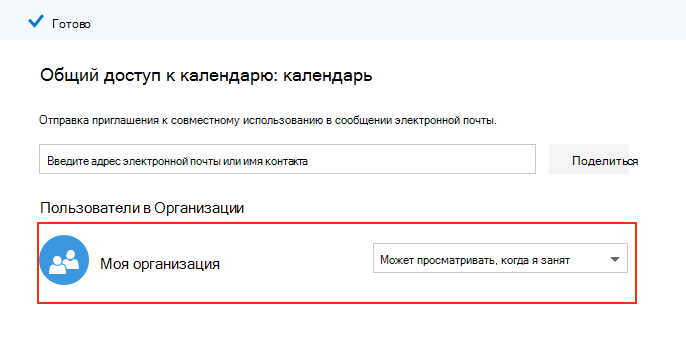 Готово
Общий доступ к календарю: календарь
Отправка приглашения к совместному использованию в сообщении электронной почты.
Введите адрес электронной почты или имя контакта
Поделиться
Пользователи в Организации
Моя организация
Может просматривать, когда я занят